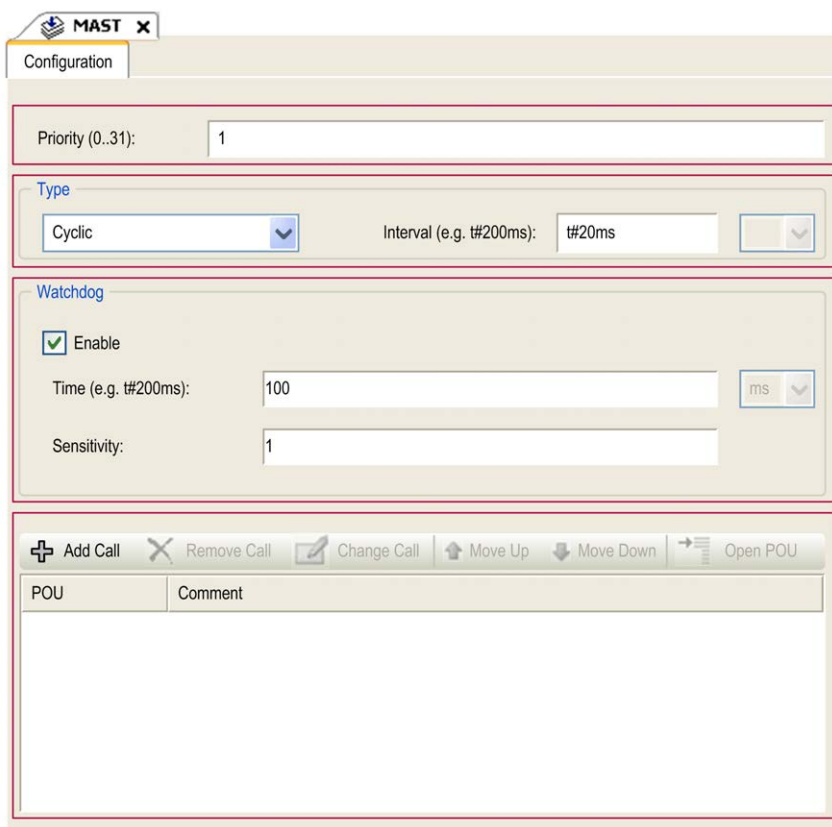 MAST
Configuration
Priority (0..31): 1
Type
Cyclic Interval (e.g. t#200ms): t#20ms
Watchdog
Enable
Time (e.g. t#200ms): 100 ms
Sensitivity: 1
Add Call Remove Call Change Call Move Up Move Down Open POU
POU Comment